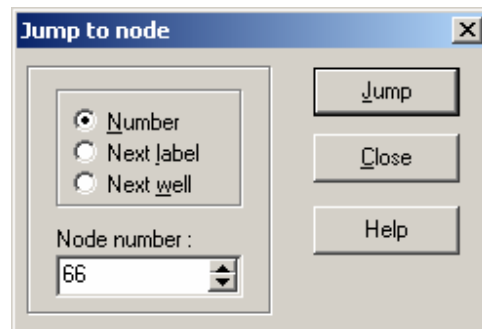 Jump to node
Number
Next label
Next well
Node number :
66
Jump
Close
Help